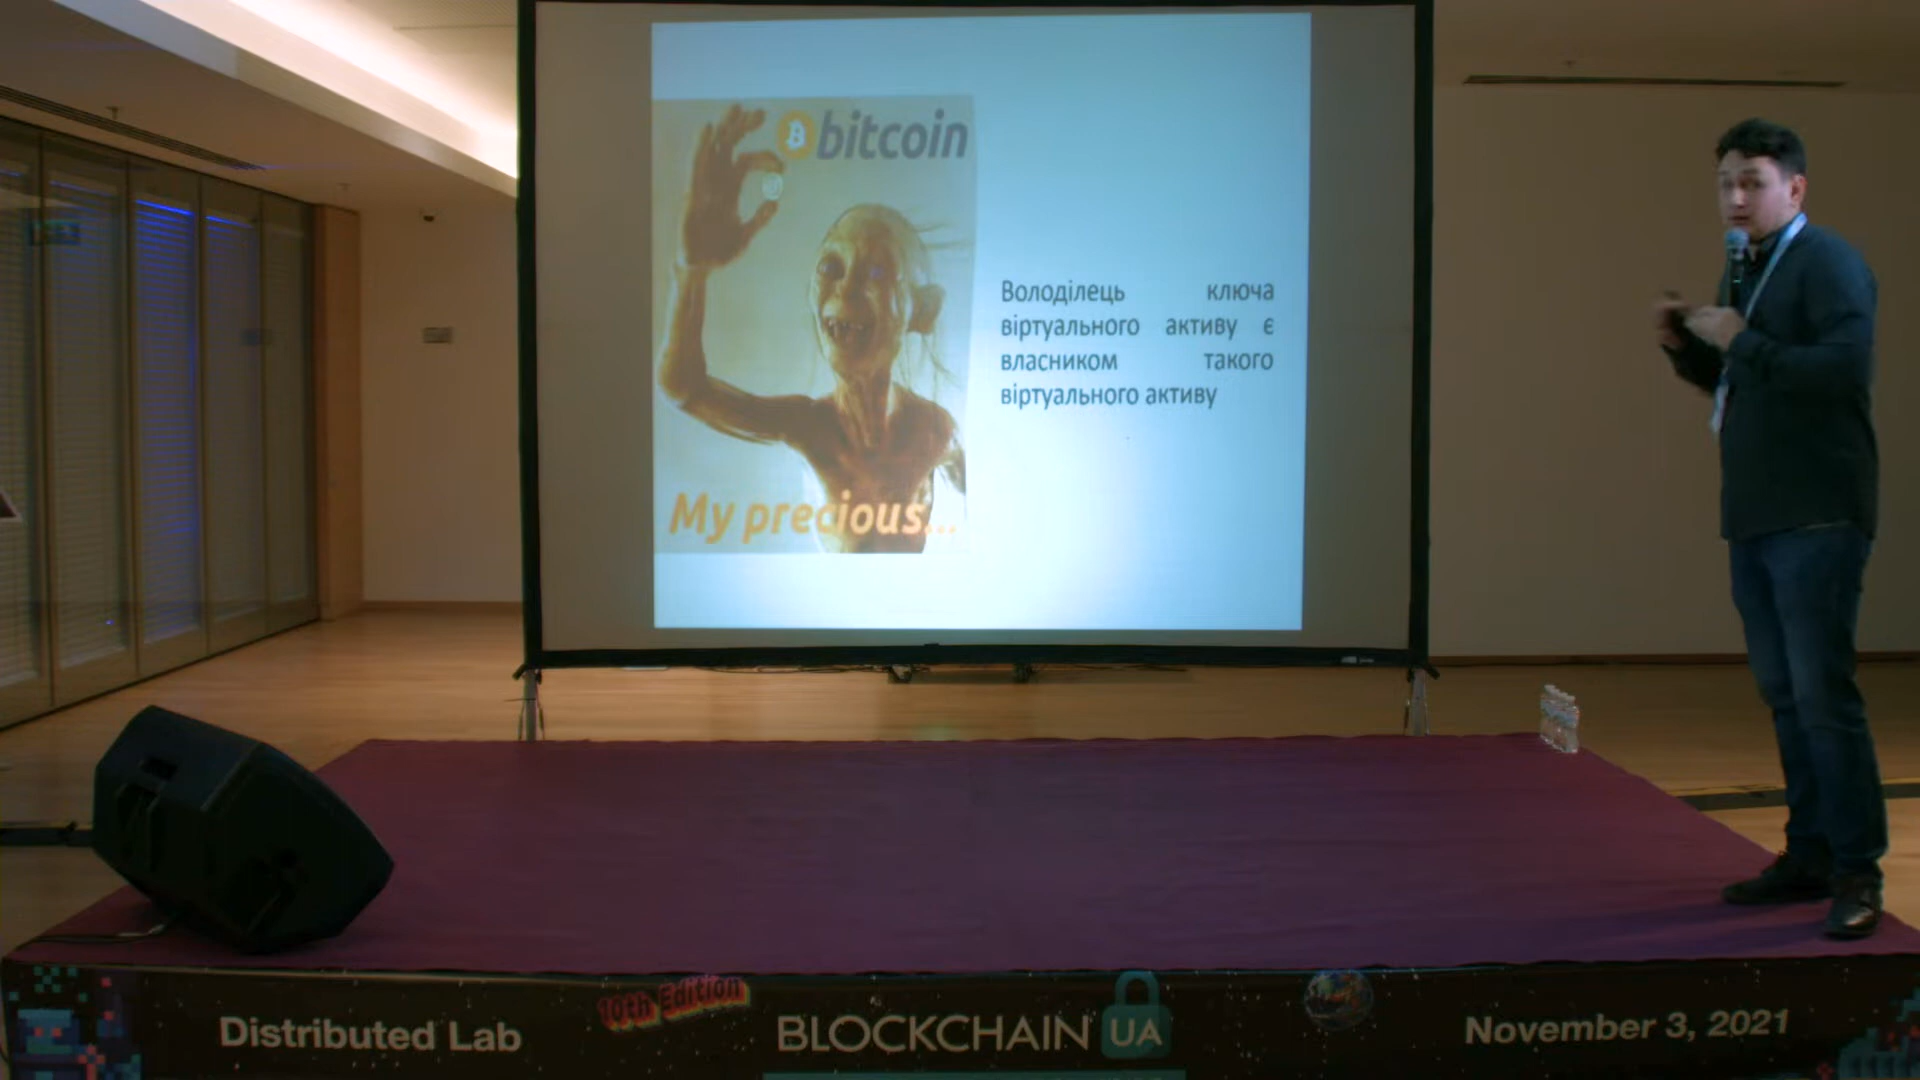 bitcoin
My precious...
Володілець ключа
віртуального активу є
власником такого
віртуального активу
10th Edition
Distributed Lab
BLOCKCHAIN UA
November 3, 2021